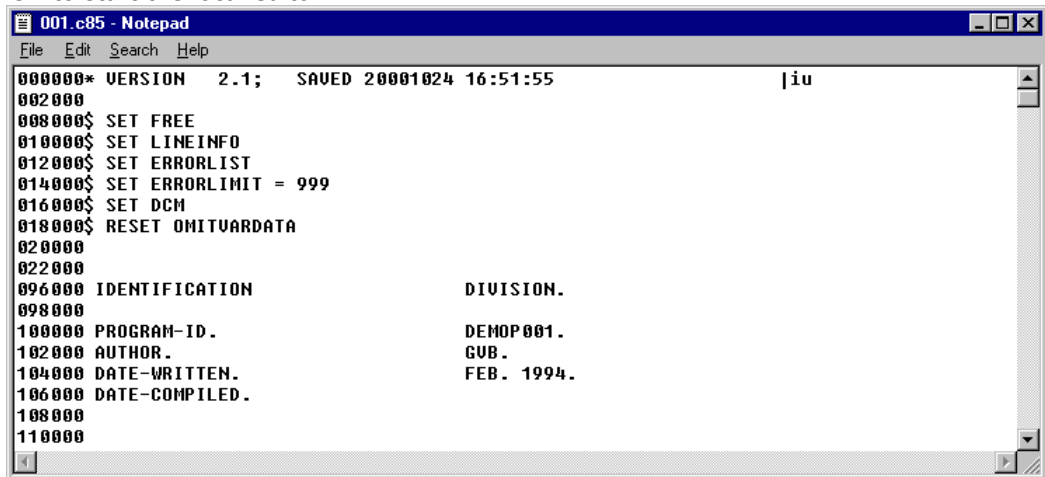 001.c85 - Notepad
File Edit Search Help
000000* VERSION   2.1;   SAVED 20001024 16:51:55                       |iu
002000
008000$ SET FREE
010000$ SET LINEINFO
012000$ SET ERRORLIST
014000$ SET ERRORLIMIT = 999
016000$ SET DCM
018000$ RESET OMITVARDATA
020000
022000
096000 IDENTIFICATION                     DIVISION.
098000
100000 PROGRAM-ID.                        DEMOP001.
102000 AUTHOR.                            GVB.
104000 DATE-WRITTEN.                      FEB. 1994.
106000 DATE-COMPILED.
108000
110000